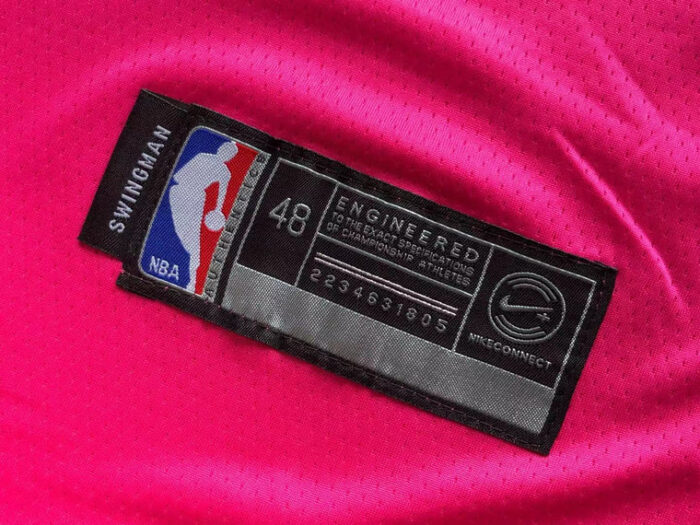 SWINGMAN
NBA
AUTHENTICS
48
ENGINEERED
TO THE EXACT SPECIFICATIONS
OF CHAMPIONSHIP ATHLETES
2234631805
NIKECONNECT